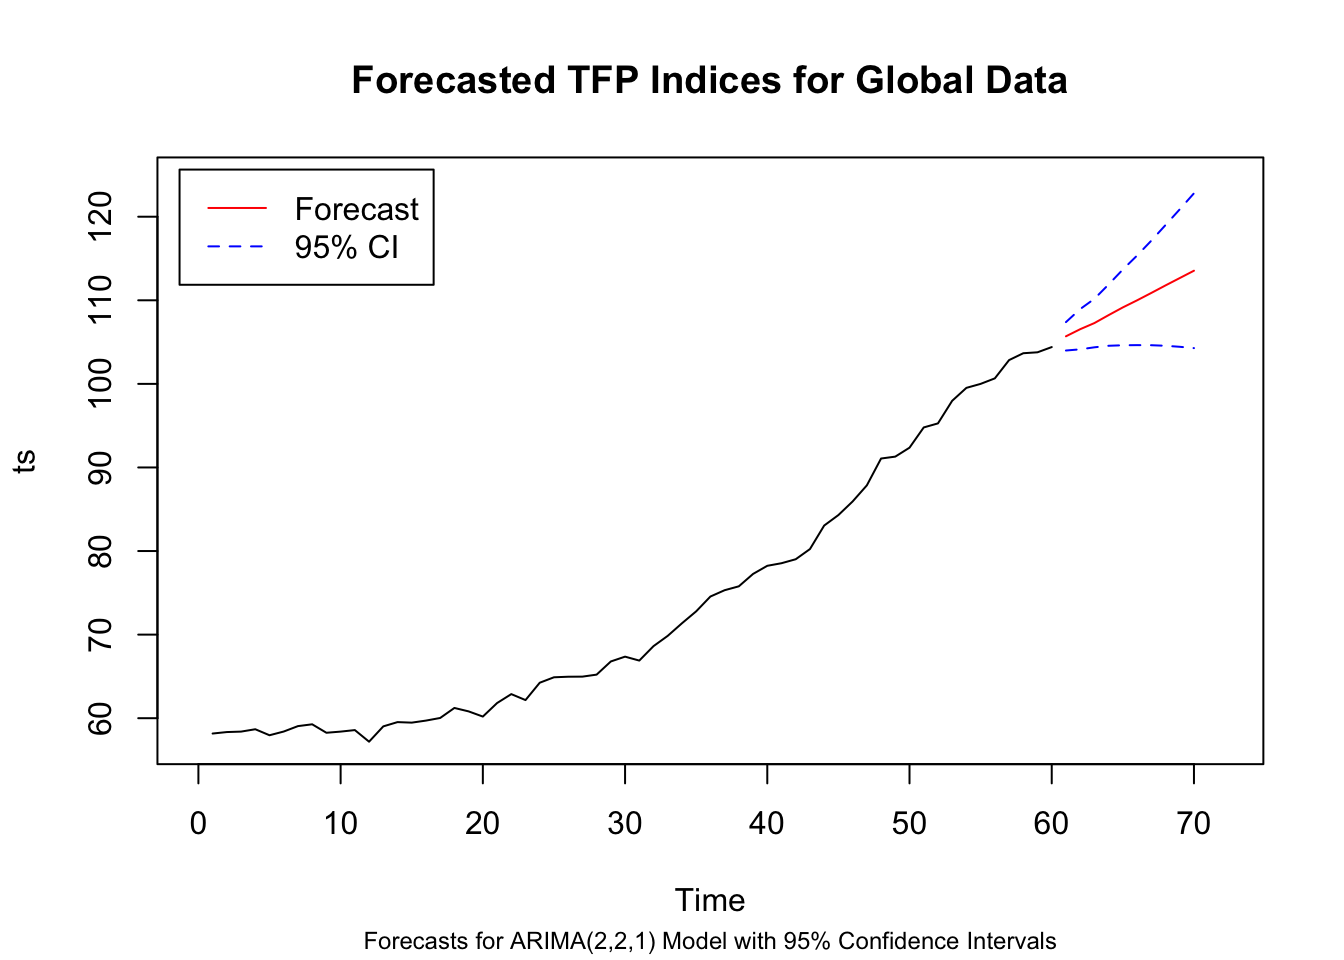 Forecasted TFP Indices for Global Data
Forecast
95% CI
120
110
100
90
80
70
60
ts
0 10 20 30 40 50 60 70
Time
Forecasts for ARIMA(2,2,1) Model with 95% Confidence Intervals